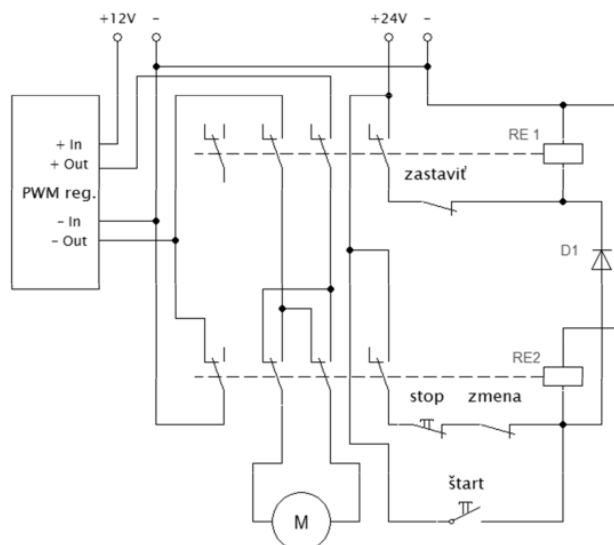 +12V
-
+24V
-
+ In
+ Out
PWM reg.
- In
- Out
RE 1
zastaviť
D1
RE2
stop
zmena
štart
M